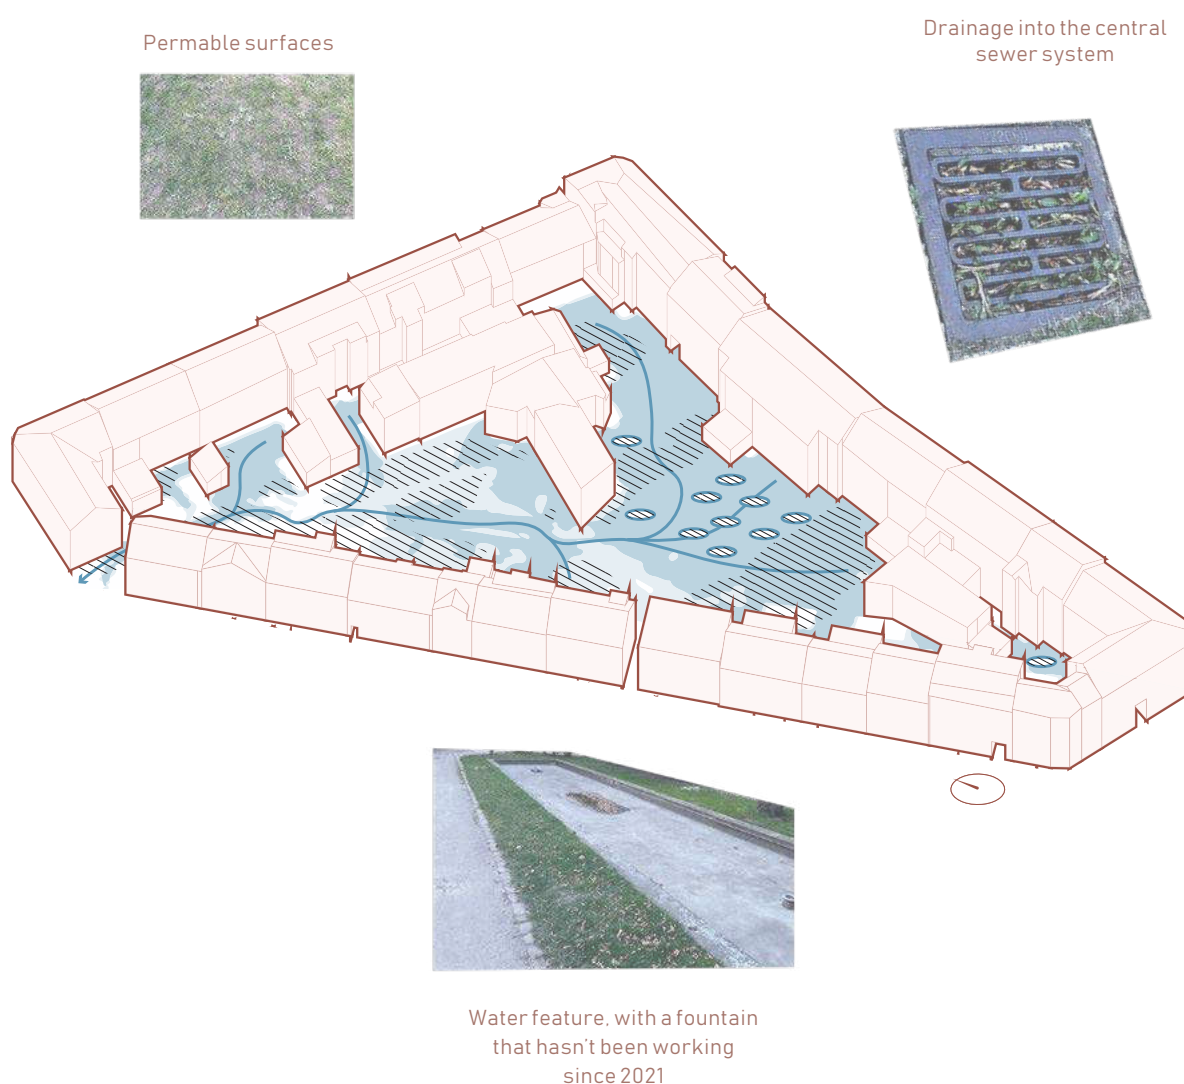 Permable surfaces
Drainage into the central
sewer system
Water feature, with a fountain
that hasn't been working
since 2021